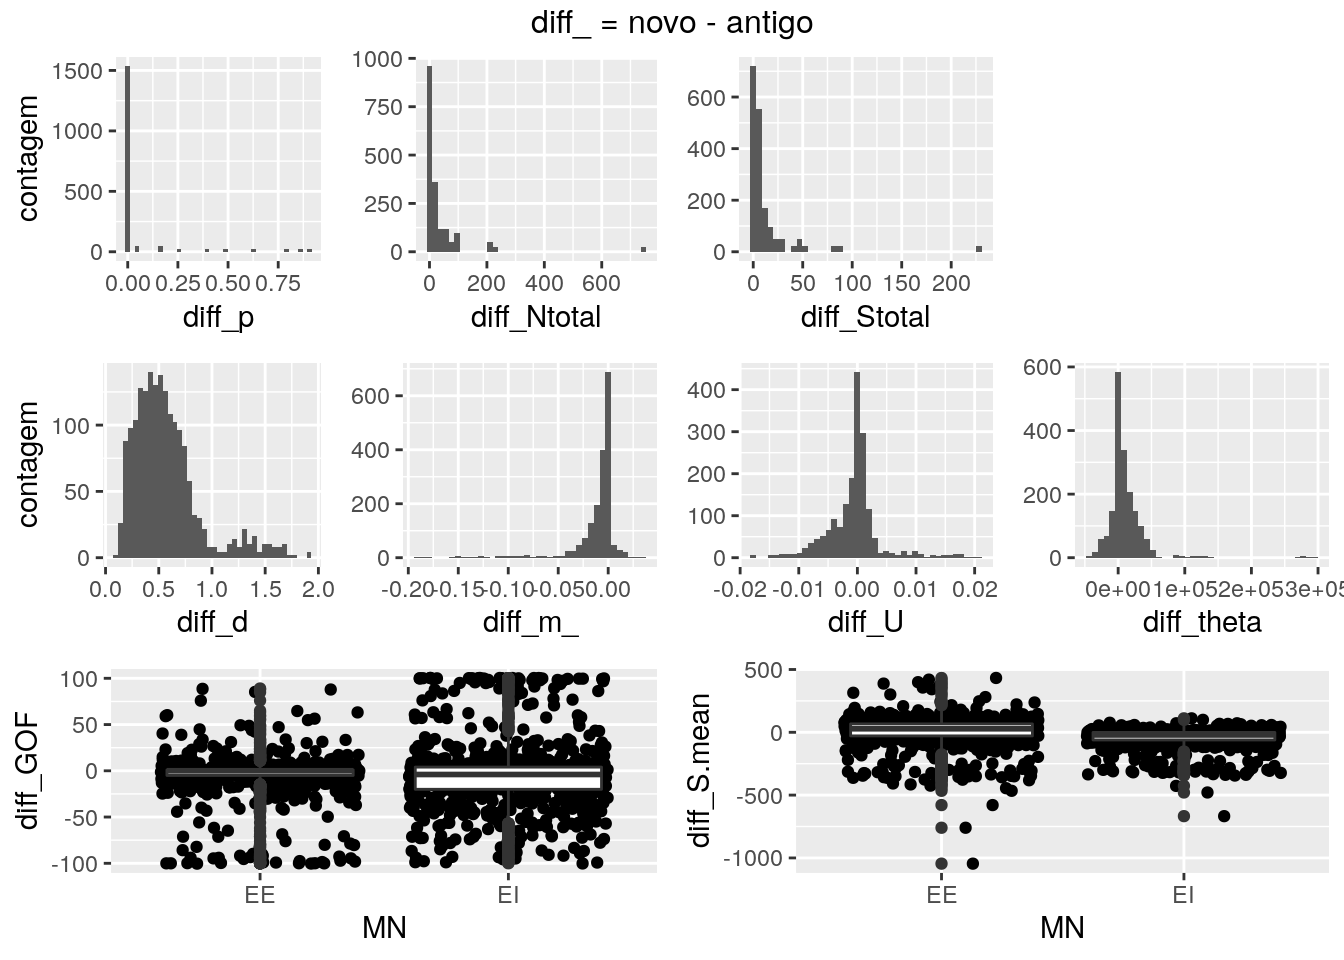 diff_ = novo - antigo
contagem
1500
1000
500
0
0.00 0.25 0.50 0.75
diff_p
1000
750
500
250
0
0 200 400 600
diff_Ntotal
600
400
200
0
0 50 100 150 200
diff_Stotal
contagem
100
50
0
0.0 0.5 1.0 1.5 2.0
diff_d
600
400
200
0
-0.20 -0.15 -0.10 -0.05 0.00
diff_m_
400
300
200
100
0
-0.02 -0.01 0.00 0.01 0.02
diff_U
600
400
200
0
0e+00 1e+05 2e+05 3e+05
diff_theta
diff_GOF
100
50
0
-50
-100
EE EI
MN
diff_S.mean
500
0
-500
-1000
EE EI
MN